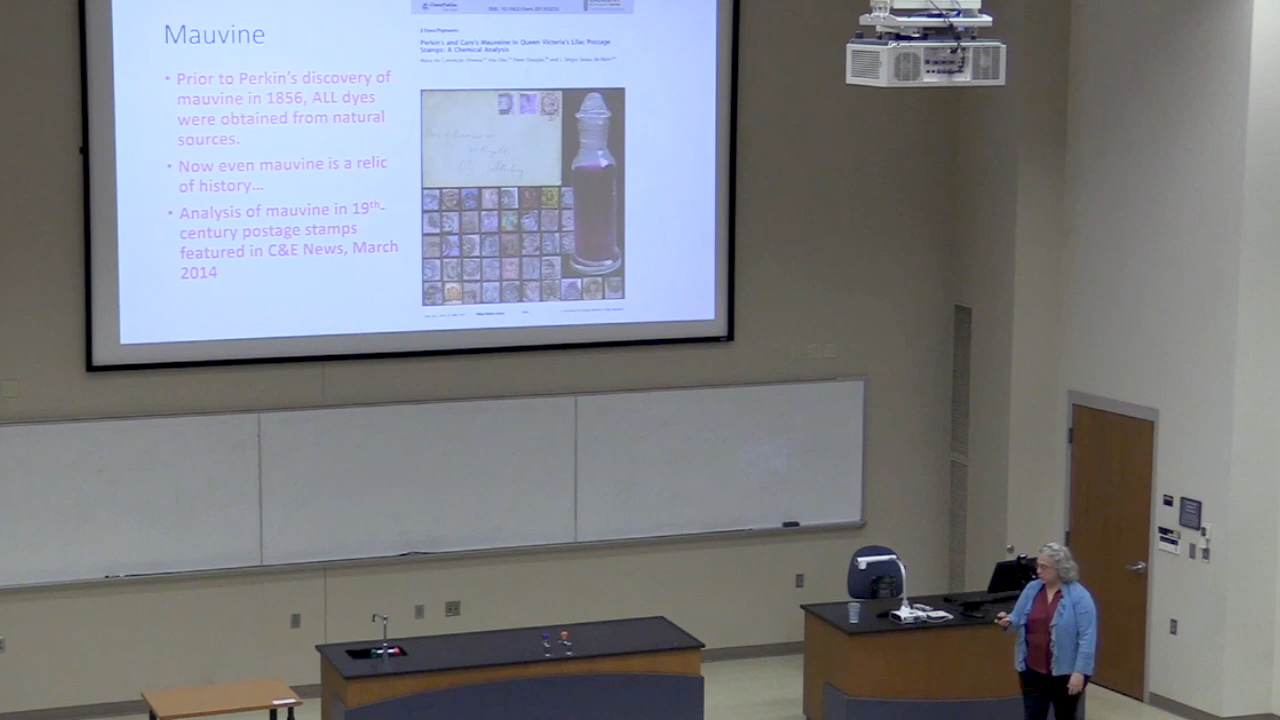 Mauvine
• Prior to Perkin's discovery of
mauvine in 1856, ALL dyes
were obtained from natural
sources.
• Now even mauvine is a relic
of history...
• Analysis of mauvine in 19th-
century postage stamps
featured in C&E News, March
2014
Perkin's and Caro's Mauveine in Queen Victoria's Lilac Postage
Stamps: A Chemical Analysis